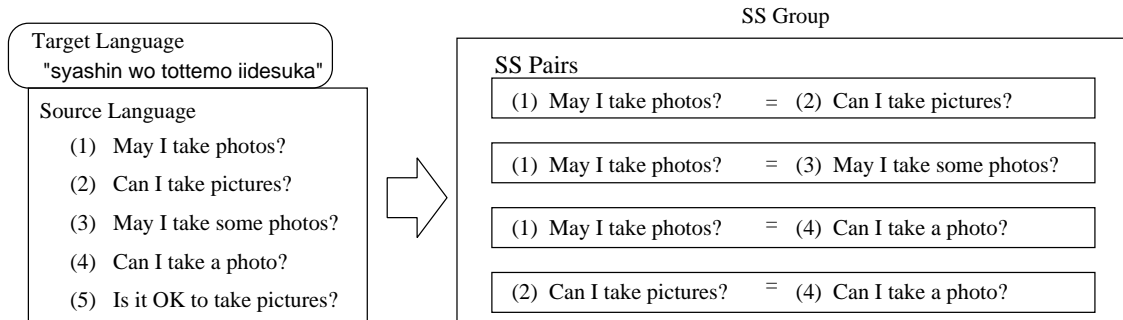 SS Group
Target Language
"syashin wo tottemo iidesuka"
Source Language
(1) May I take photos?
(2) Can I take pictures?
(3) May I take some photos?
(4) Can I take a photo?
(5) Is it OK to take pictures?
SS Pairs
(1) May I take photos? = (2) Can I take pictures?
(1) May I take photos? = (3) May I take some photos?
(1) May I take photos? = (4) Can I take a photo?
(2) Can I take pictures? = (4) Can I take a photo?